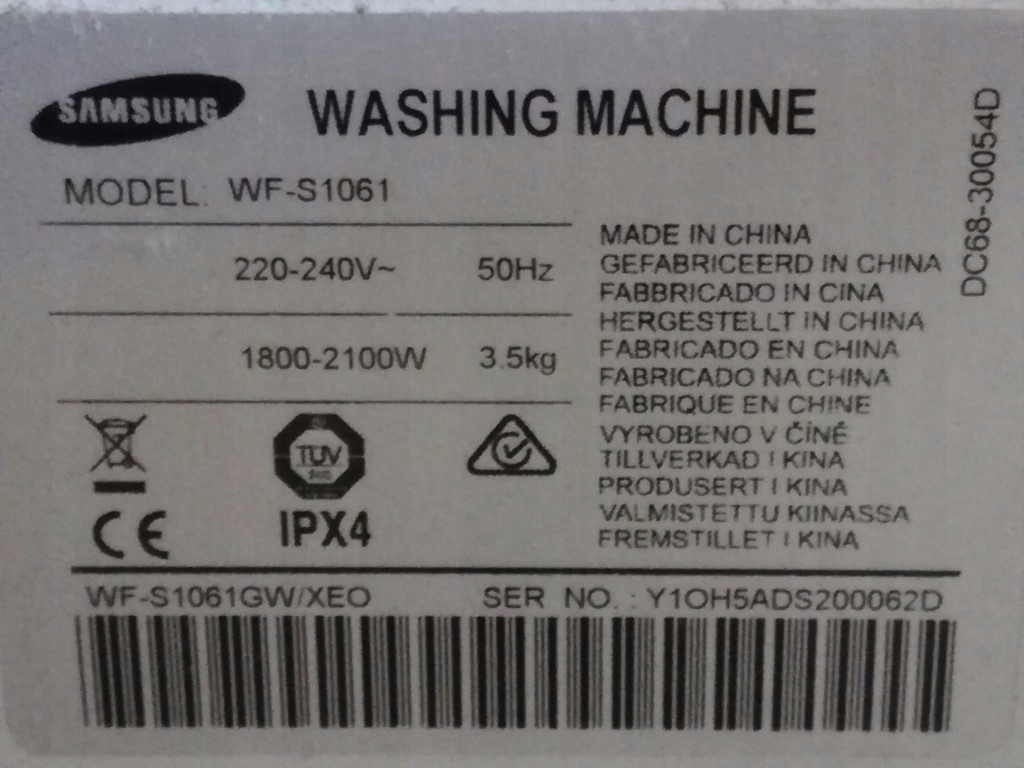 SAMSUNG WASHING MACHINE
MODEL: WF-S1061
220-240V~ 50Hz
1800-2100W 3.5kg
TÜV
IPX4
CE
MADE IN CHINA
GEFABRICEERD IN CHINA
FABBRICADO IN CINA
HERGESTELLT IN CHINA
FABRICADO EN CHINA
FABRICADO NA CHINA
FABRIQUE EN CHINE
VYROBENO V ČÍNĚ
TILLVERKAD I KINA
PRODUSERT I KINA
VALMISTETTU KIINASSA
FREMSTILLET I KINA
DC68-30054D
WF-S1061GW/XEO SER NO. : Y1OH5ADS200062D